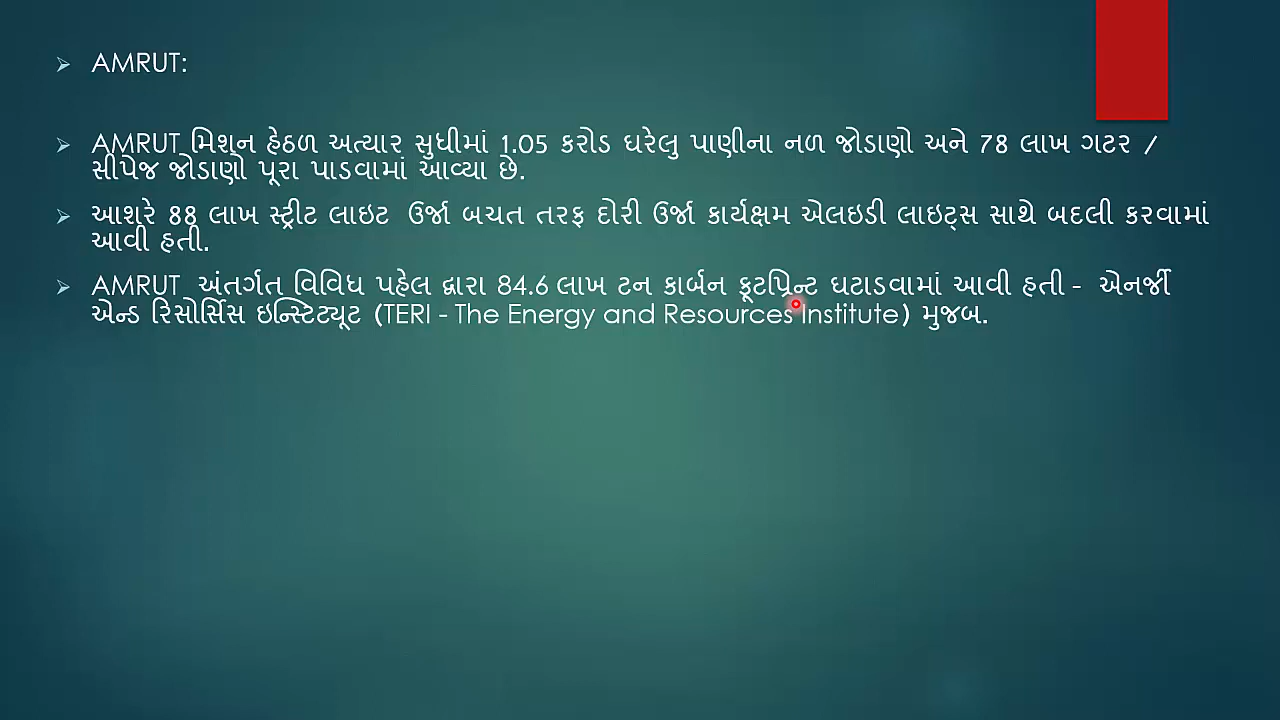 AMRUT:
AMRUT મિશન હેઠળ અત્યાર સુધીમાં 1.05 કરોડ ઘરેલુ પાણીના નળ જોડાણો અને 78 લાખ ગટર /
સીપેજ જોડાણો પૂરા પાડવામાં આવ્યા છે.
આશરે 88 લાખ સ્ટ્રીટ લાઇટ ઉર્જા બચત તરફ દોરી ઉર્જા કાર્યક્ષમ એલઇડી લાઇટ્સ સાથે બદલી કરવામાં
આવી હતી.
AMRUT અંતર્ગત વિવિધ પહેલ દ્વારા 84.6 લાખ ટન કાર્બન ફૂટપ્રિન્ટ ઘટાડવામાં આવી હતી - એનર્જી
એન્ડ રિસોર્સિસ ઇન્સ્ટિટ્યૂટ (TERI - The Energy and Resources Institute) મુજબ.